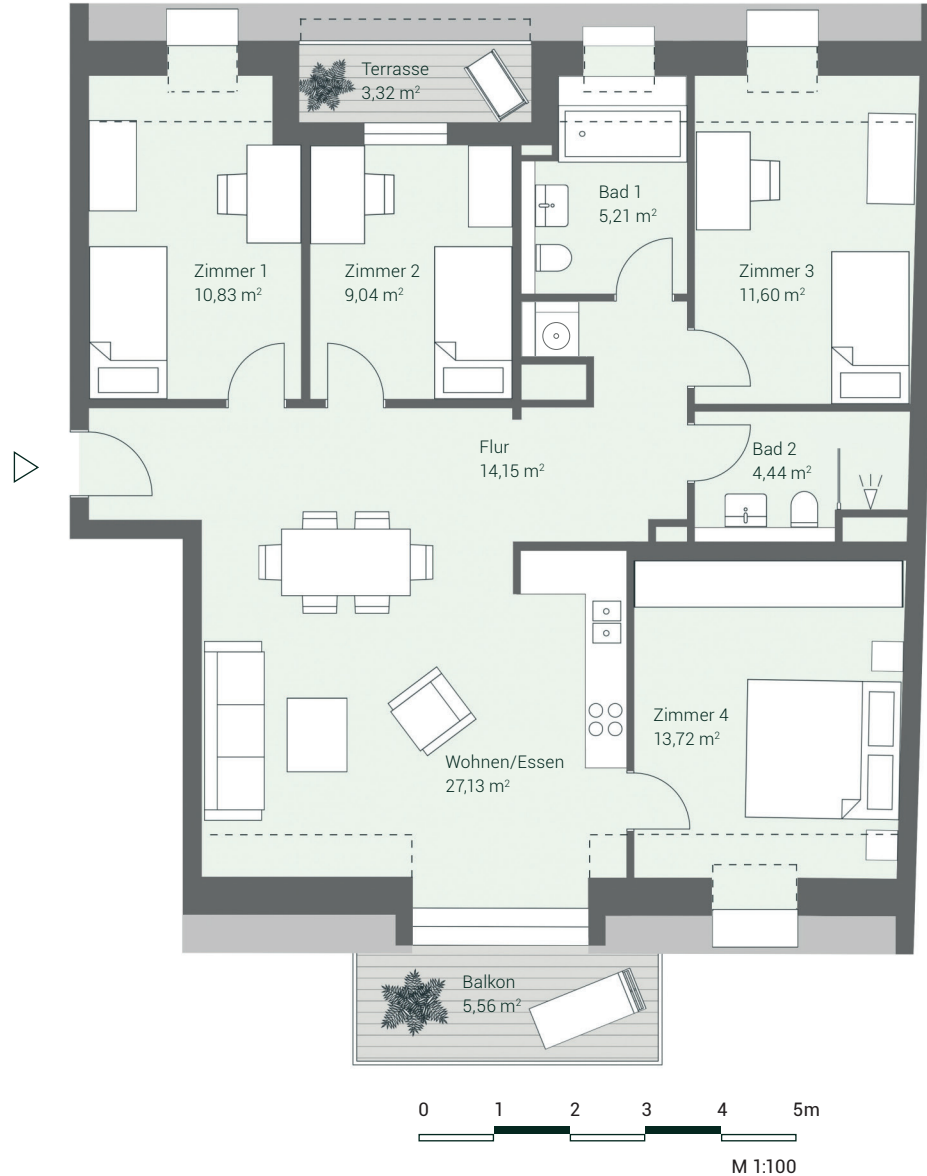 Terrasse
3,32 m²
Bad 1
5,21 m²
Zimmer 1
10,83 m²
Zimmer 2
9,04 m²
Zimmer 3
11,60 m²
Flur
14,15 m²
Bad 2
4,44 m²
Zimmer 4
13,72 m²
Wohnen/Essen
27,13 m²
Balkon
5,56 m²
0 1 2 3 4 5m
M 1:100